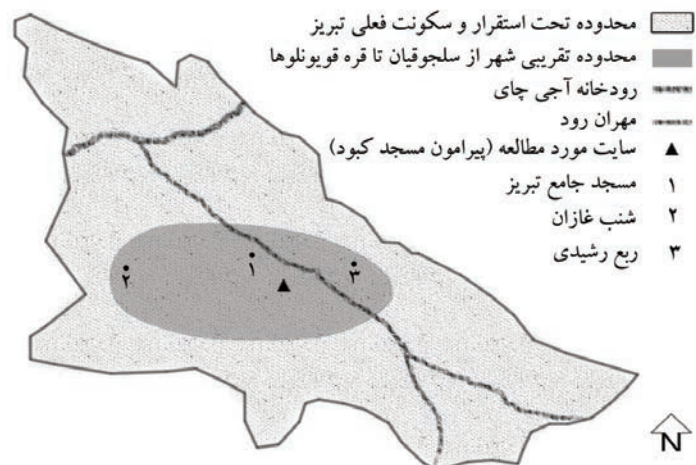 محدوده تحت استقرار و سکونت فعلی تبریز
محدوده تقریبی شهر از سلجوقیان تا قره قویونلوها
رودخانه آجی چای
مهران رود
سایت مورد مطالعه (پیرامون مسجد کبود)
۱ مسجد جامع تبریز
۲ شنب غازان
۳ ربع رشیدی
۱
۲
۳
N